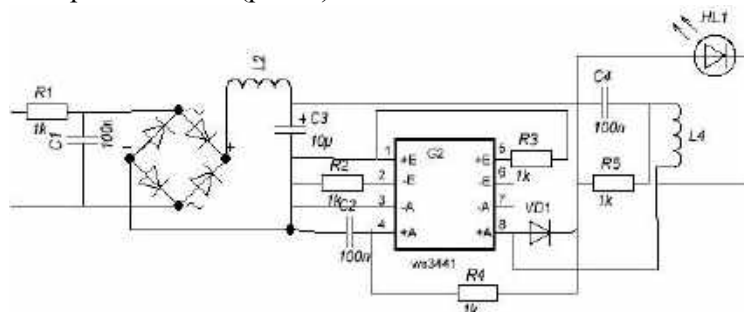 HL1
L2
R1
1k
C1
100n
~
~
-
+
+ C3
10µ
C4
100n
L4
1
+E
G2
+E
5
R3
1k
R2
1k
2
-E
-E
6
R5
1k
3
-A
-A
7
VD1
C2
100n
4
+A
+A
8
ws3441
R4
1k